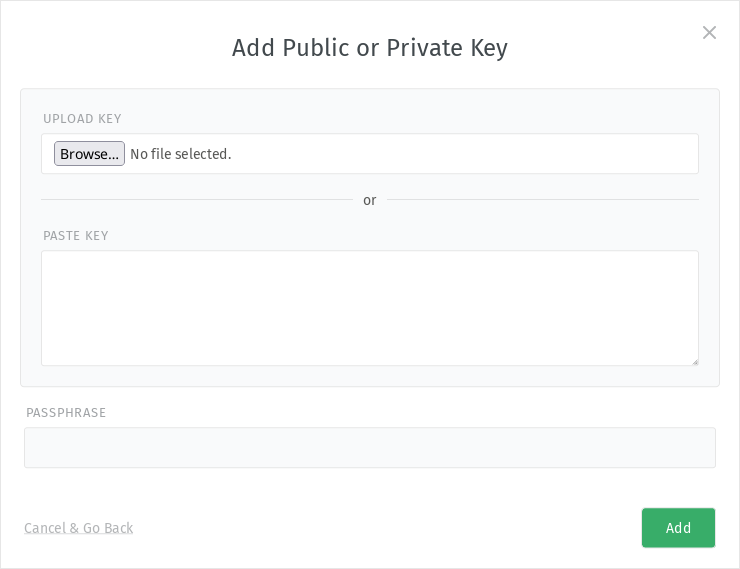 Add Public or Private Key
UPLOAD KEY
Browse... No file selected.
or
PASTE KEY
PASSPHRASE
Cancel & Go Back
Add